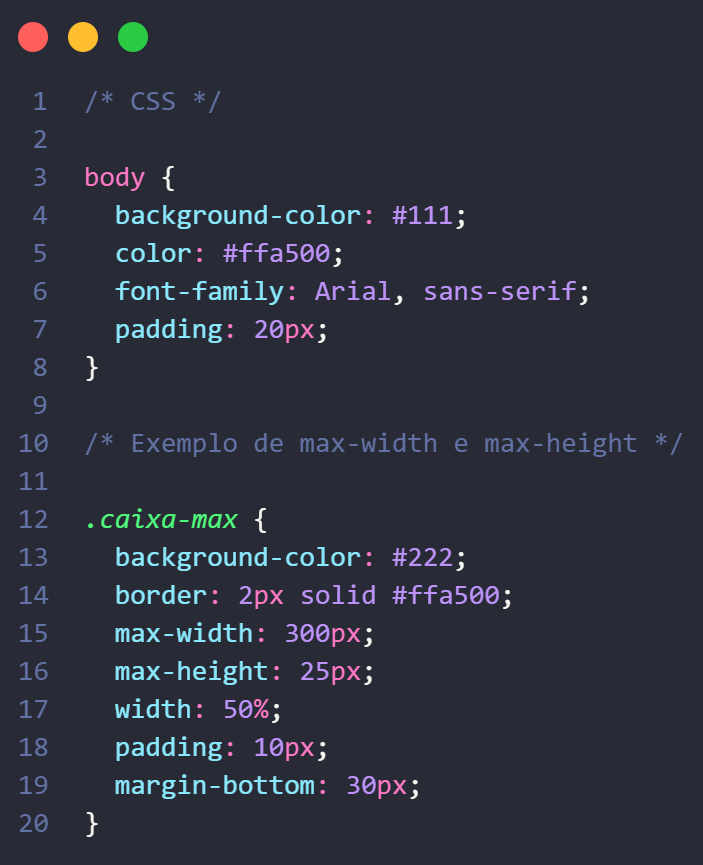 1 /* CSS */
2
3 body {
4   background-color: #111;
5   color: #ffa500;
6   font-family: Arial, sans-serif;
7   padding: 20px;
8 }
9
10 /* Exemplo de max-width e max-height */
11
12 .caixa-max {
13   background-color: #222;
14   border: 2px solid #ffa500;
15   max-width: 300px;
16   max-height: 25px;
17   width: 50%;
18   padding: 10px;
19   margin-bottom: 30px;
20 }